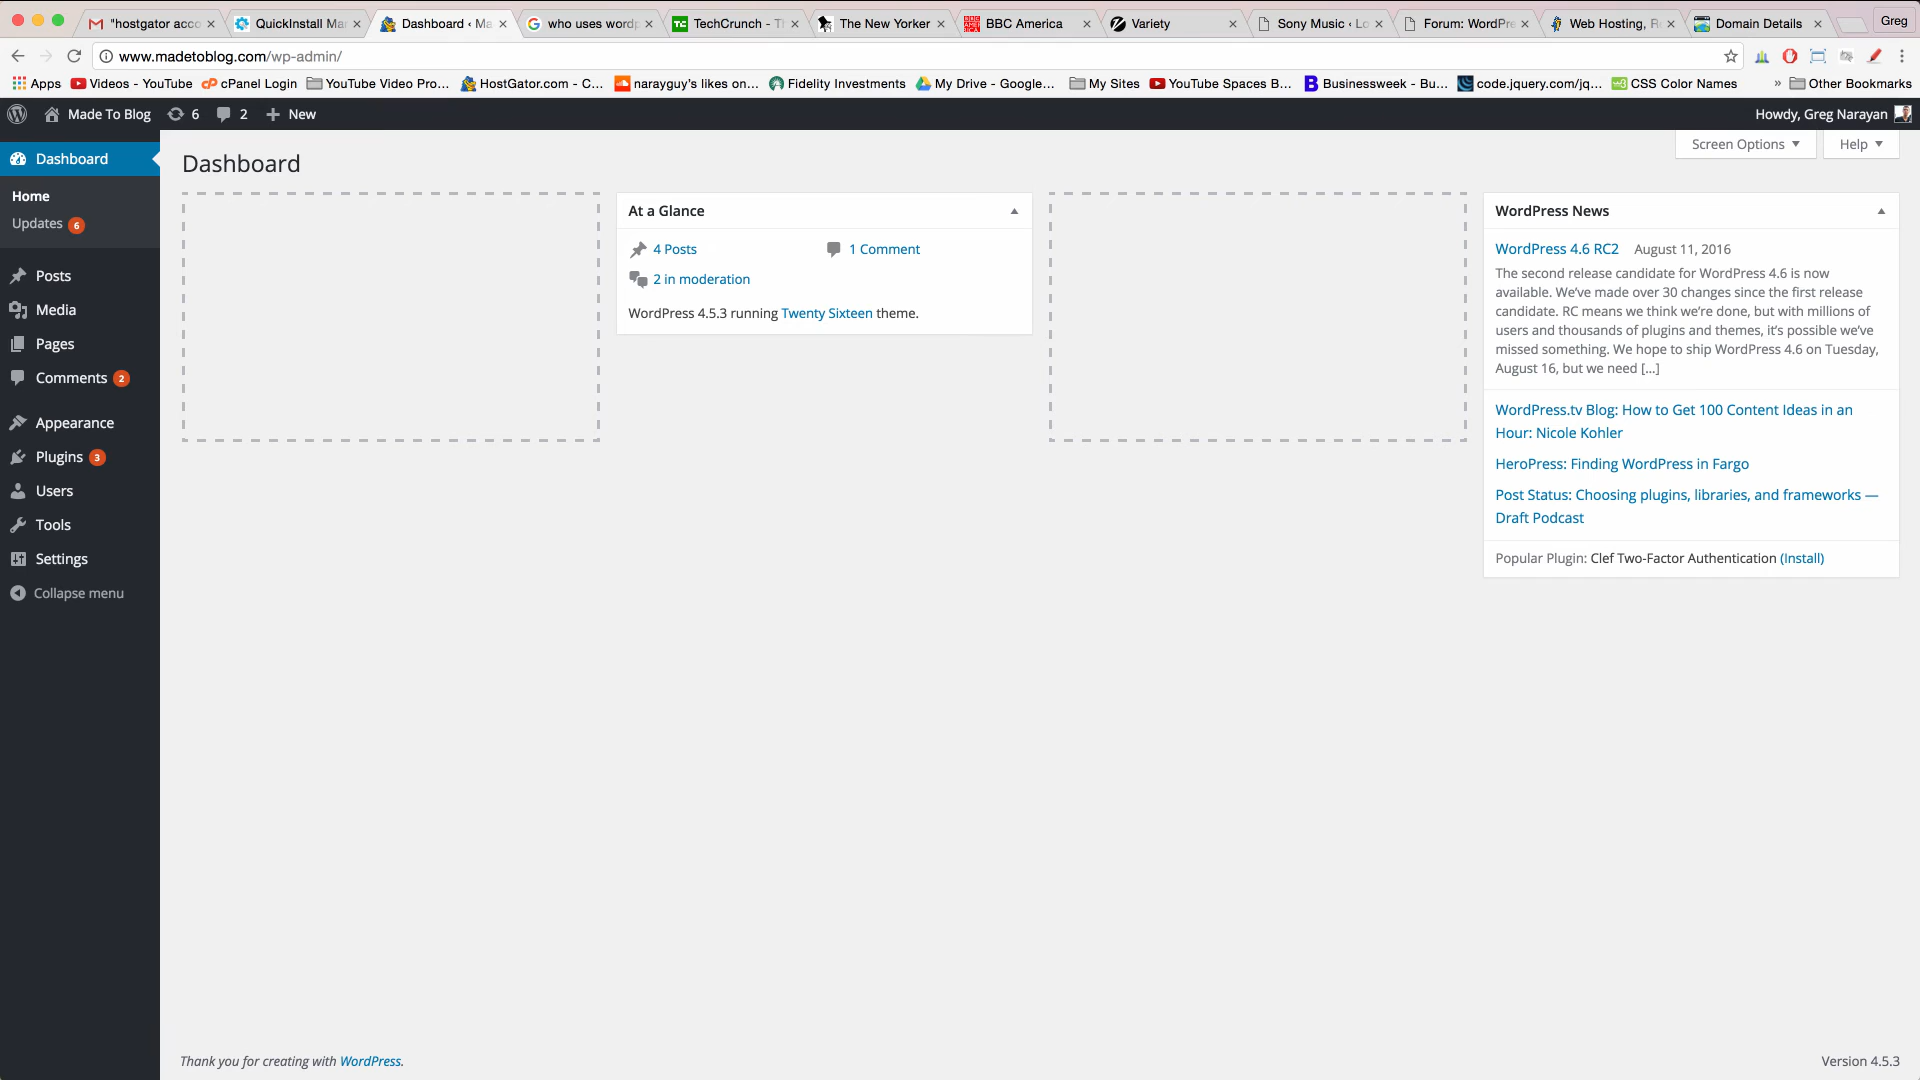 "hostgator acco
QuickInstall Ma
Dashboard ‹ Ma
who uses wordp
TechCrunch - T
The New Yorker
BBC America
Variety
Sony Music ‹ Lo
Forum: WordPre
Web Hosting, R
Domain Details
Greg
www.madetoblog.com/wp-admin/
Apps
Videos - YouTube
cPanel Login
YouTube Video Pro...
HostGator.com - C...
narayguy's likes on...
Fidelity Investments
My Drive - Google...
My Sites
YouTube Spaces B...
Businessweek - Bu...
code.jquery.com/jq...
CSS Color Names
»
Other Bookmarks
Made To Blog
6
2
+ New
Howdy, Greg Narayan
Dashboard
Home
Updates 6
Posts
Media
Pages
Comments 2
Appearance
Plugins 3
Users
Tools
Settings
Collapse menu
Screen Options
Help
Dashboard
At a Glance
4 Posts
1 Comment
2 in moderation
WordPress 4.5.3 running Twenty Sixteen theme.
WordPress News
WordPress 4.6 RC2 August 11, 2016
The second release candidate for WordPress 4.6 is now
available. We've made over 30 changes since the first release
candidate. RC means we think we're done, but with millions of
users and thousands of plugins and themes, it's possible we've
missed something. We hope to ship WordPress 4.6 on Tuesday,
August 16, but we need [...]
WordPress.tv Blog: How to Get 100 Content Ideas in an
Hour: Nicole Kohler
HeroPress: Finding WordPress in Fargo
Post Status: Choosing plugins, libraries, and frameworks —
Draft Podcast
Popular Plugin: Clef Two-Factor Authentication (Install)
Thank you for creating with WordPress.
Version 4.5.3